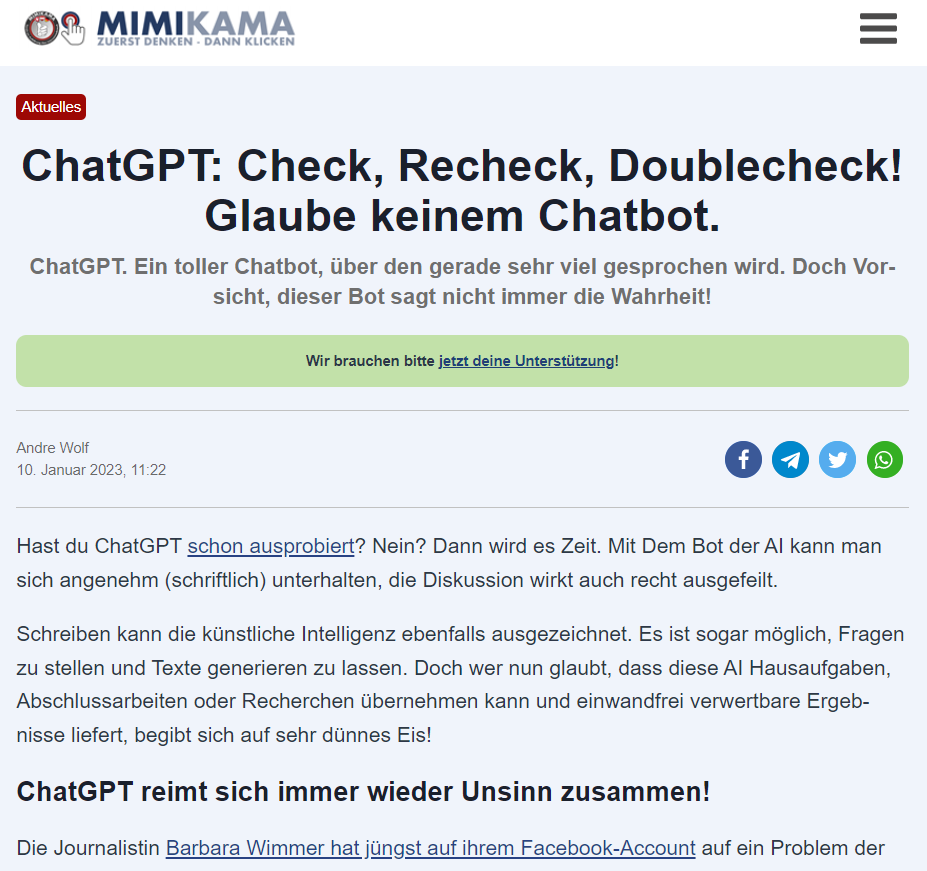 MIMIKAMA
ZUERST DENKEN - DANN KLICKEN
Aktuelles
ChatGPT: Check, Recheck, Doublecheck!
Glaube keinem Chatbot.
ChatGPT. Ein toller Chatbot, über den gerade sehr viel gesprochen wird. Doch Vor-
sicht, dieser Bot sagt nicht immer die Wahrheit!
Wir brauchen bitte jetzt deine Unterstützung!
Andre Wolf
10. Januar 2023, 11:22
Hast du ChatGPT schon ausprobiert? Nein? Dann wird es Zeit. Mit Dem Bot der AI kann man
sich angenehm (schriftlich) unterhalten, die Diskussion wirkt auch recht ausgefeilt.
Schreiben kann die künstliche Intelligenz ebenfalls ausgezeichnet. Es ist sogar möglich, Fragen
zu stellen und Texte generieren zu lassen. Doch wer nun glaubt, dass diese AI Hausaufgaben,
Abschlussarbeiten oder Recherchen übernehmen kann und einwandfrei verwertbare Ergeb-
nisse liefert, begibt sich auf sehr dünnes Eis!
ChatGPT reimt sich immer wieder Unsinn zusammen!
Die Journalistin Barbara Wimmer hat jüngst auf ihrem Facebook-Account auf ein Problem der